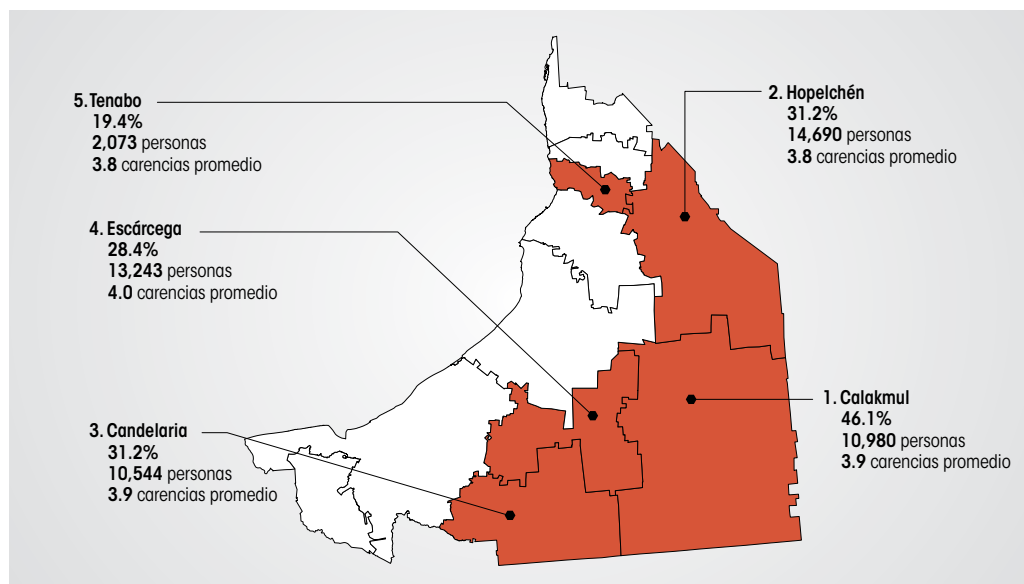 5. Tenabo
19.4%
2,073 personas
3.8 carencias promedio
2. Hopelchén
31.2%
14,690 personas
3.8 carencias promedio
4. Escárcega
28.4%
13,243 personas
4.0 carencias promedio
1. Calakmul
46.1%
10,980 personas
3.9 carencias promedio
3. Candelaria
31.2%
10,544 personas
3.9 carencias promedio